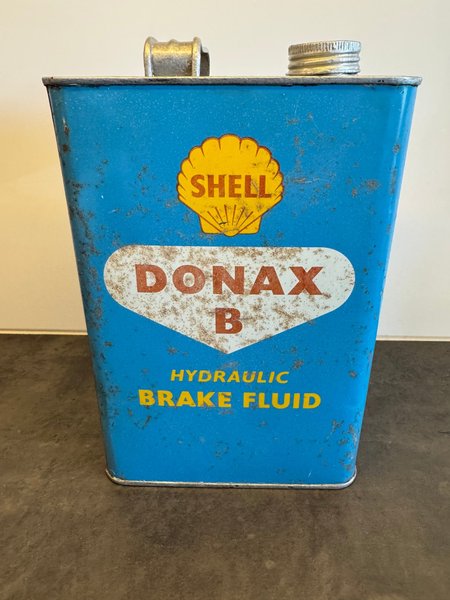 SHELL
DONAX
B
HYDRAULIC
BRAKE FLUID